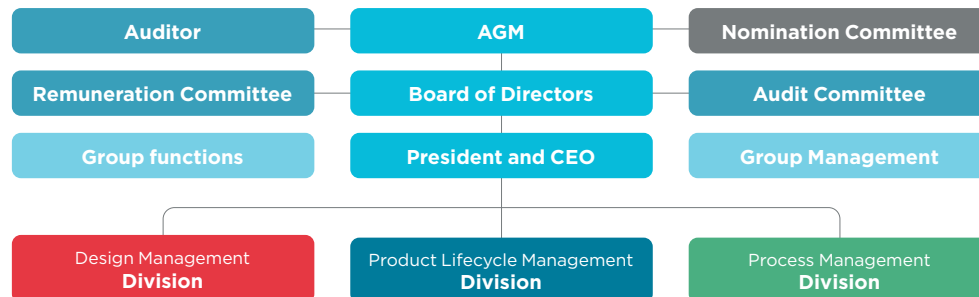 Auditor
AGM
Nomination Committee
Remuneration Committee
Board of Directors
Audit Committee
Group functions
President and CEO
Group Management
Design Management
Division
Product Lifecycle Management
Division
Process Management
Division